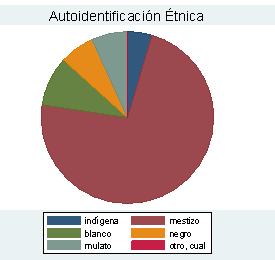 Autoidentificación Étnica
indígena mestizo
blanco negro
mulato otro, cual